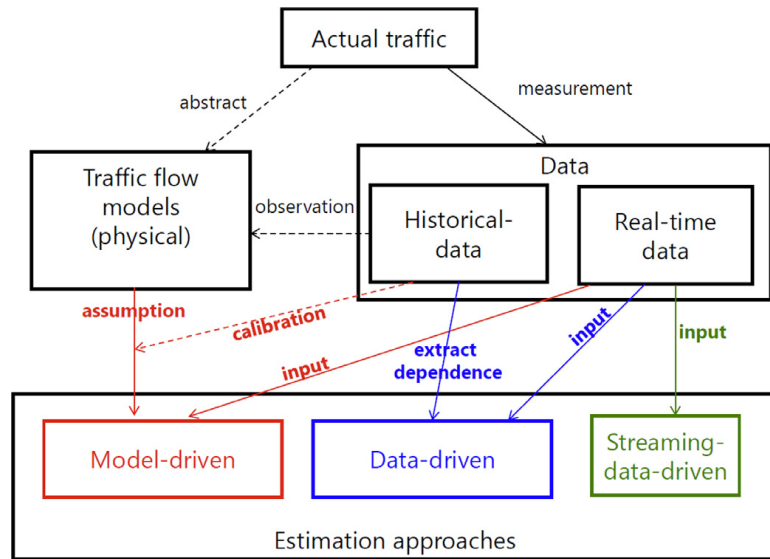 Actual traffic
abstract
measurement
Traffic flow
models
(physical)
observation
Data
Historical-
data
Real-time
data
assumption
calibration
input
extract
dependence
input
input
Model-driven
Data-driven
Streaming-
data-driven
Estimation approaches